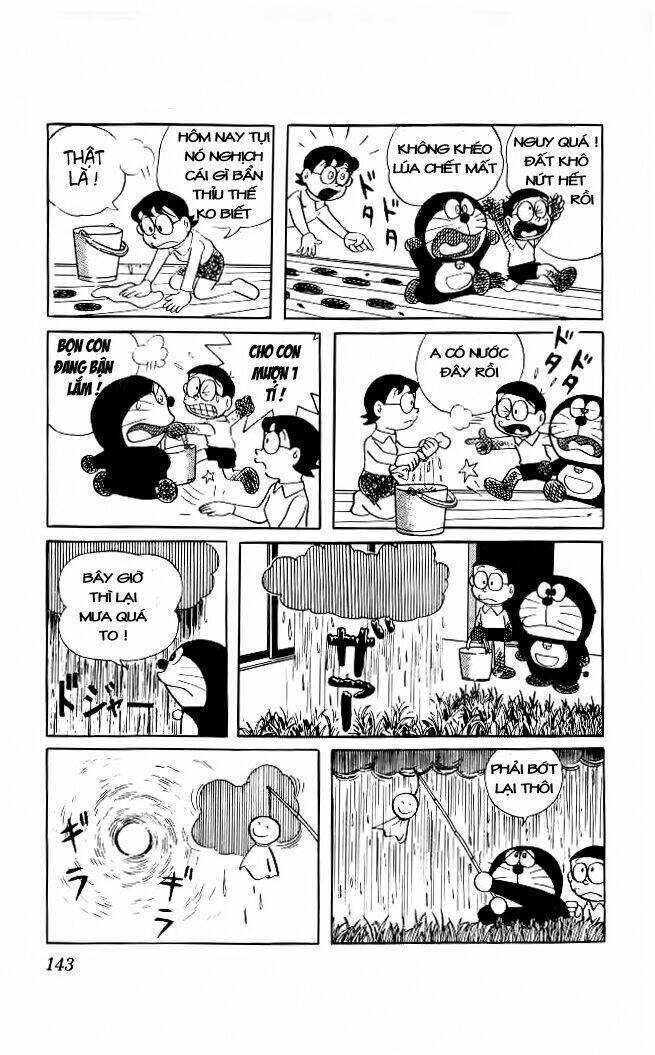 THẬT
LÀ !
HÔM NAY TỤI
NÓ NGHỊCH
CÁI GÌ BẨN
THỈU THẾ
KO BIẾT
KHÔNG KHÉO
LÚA CHẾT MẤT
NGUY QUÁ !
ĐẤT KHÔ
NỨT HẾT
RỒI
ドタ
ドタ
BỌN CON
ĐANG BẬN
LẮM !
CHO CON
MƯỢN 1
TÍ !
A CÓ NƯỚC
ĐÂY RỒI
ドタ
ドタ
BÂY GIỜ
THÌ LẠI
MƯA QUÁ
TO !
ドジャー
ザー
ギラ
ギラ
PHẢI BỚT
LẠI THÔI
143